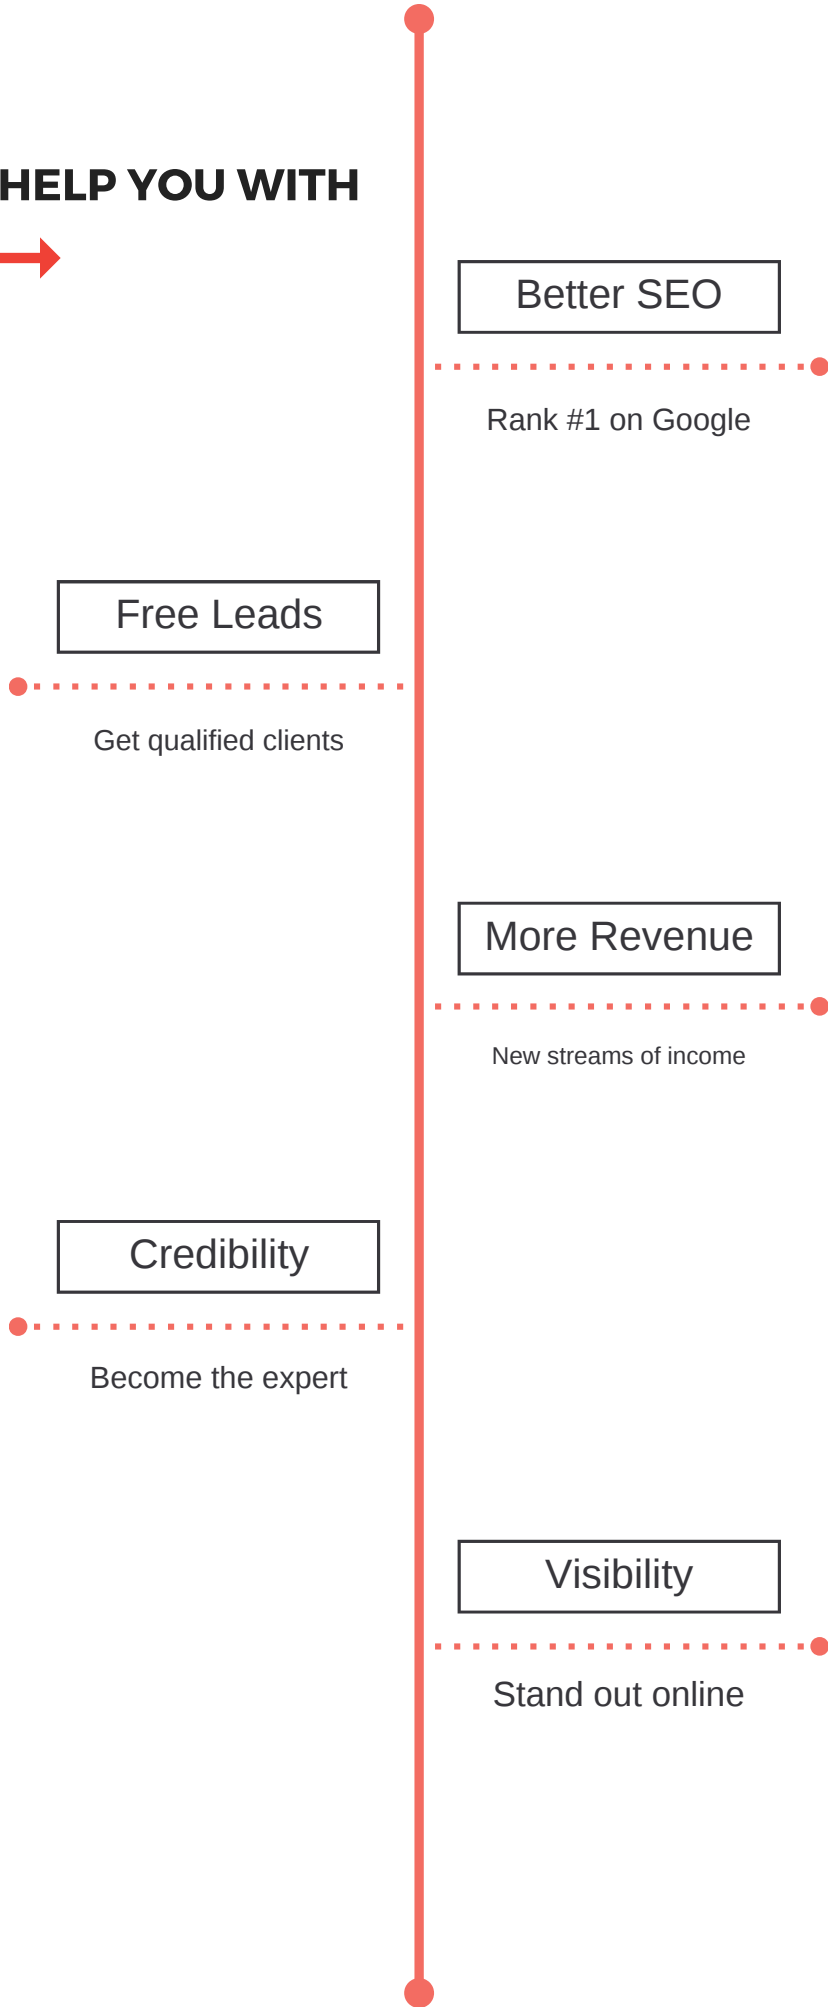 HELP YOU WITH
Better SEO
Rank #1 on Google
Free Leads
Get qualified clients
More Revenue
New streams of income
Credibility
Become the expert
Visibility
Stand out online